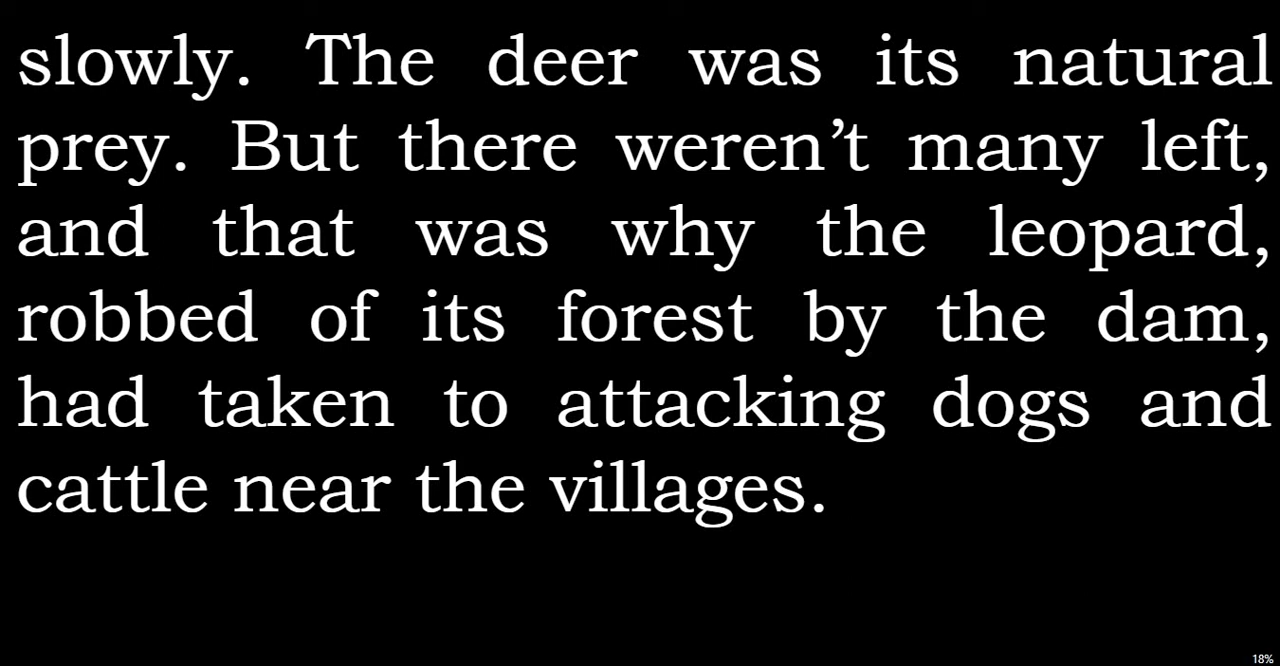 slowly. The deer was its natural
prey. But there weren’t many left,
and that was why the leopard,
robbed of its forest by the dam,
had taken to attacking dogs and
cattle near the villages.
18%